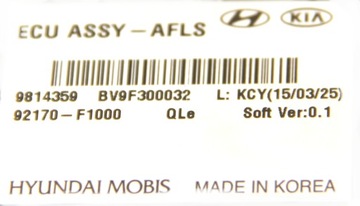 ECU ASSY-AFLS KIA
9814359 BV9F300032 L: KCY(15/03/25)
92170-F1000 QLe Soft Ver:0.1
HYUNDAI MOBIS MADE IN KOREA